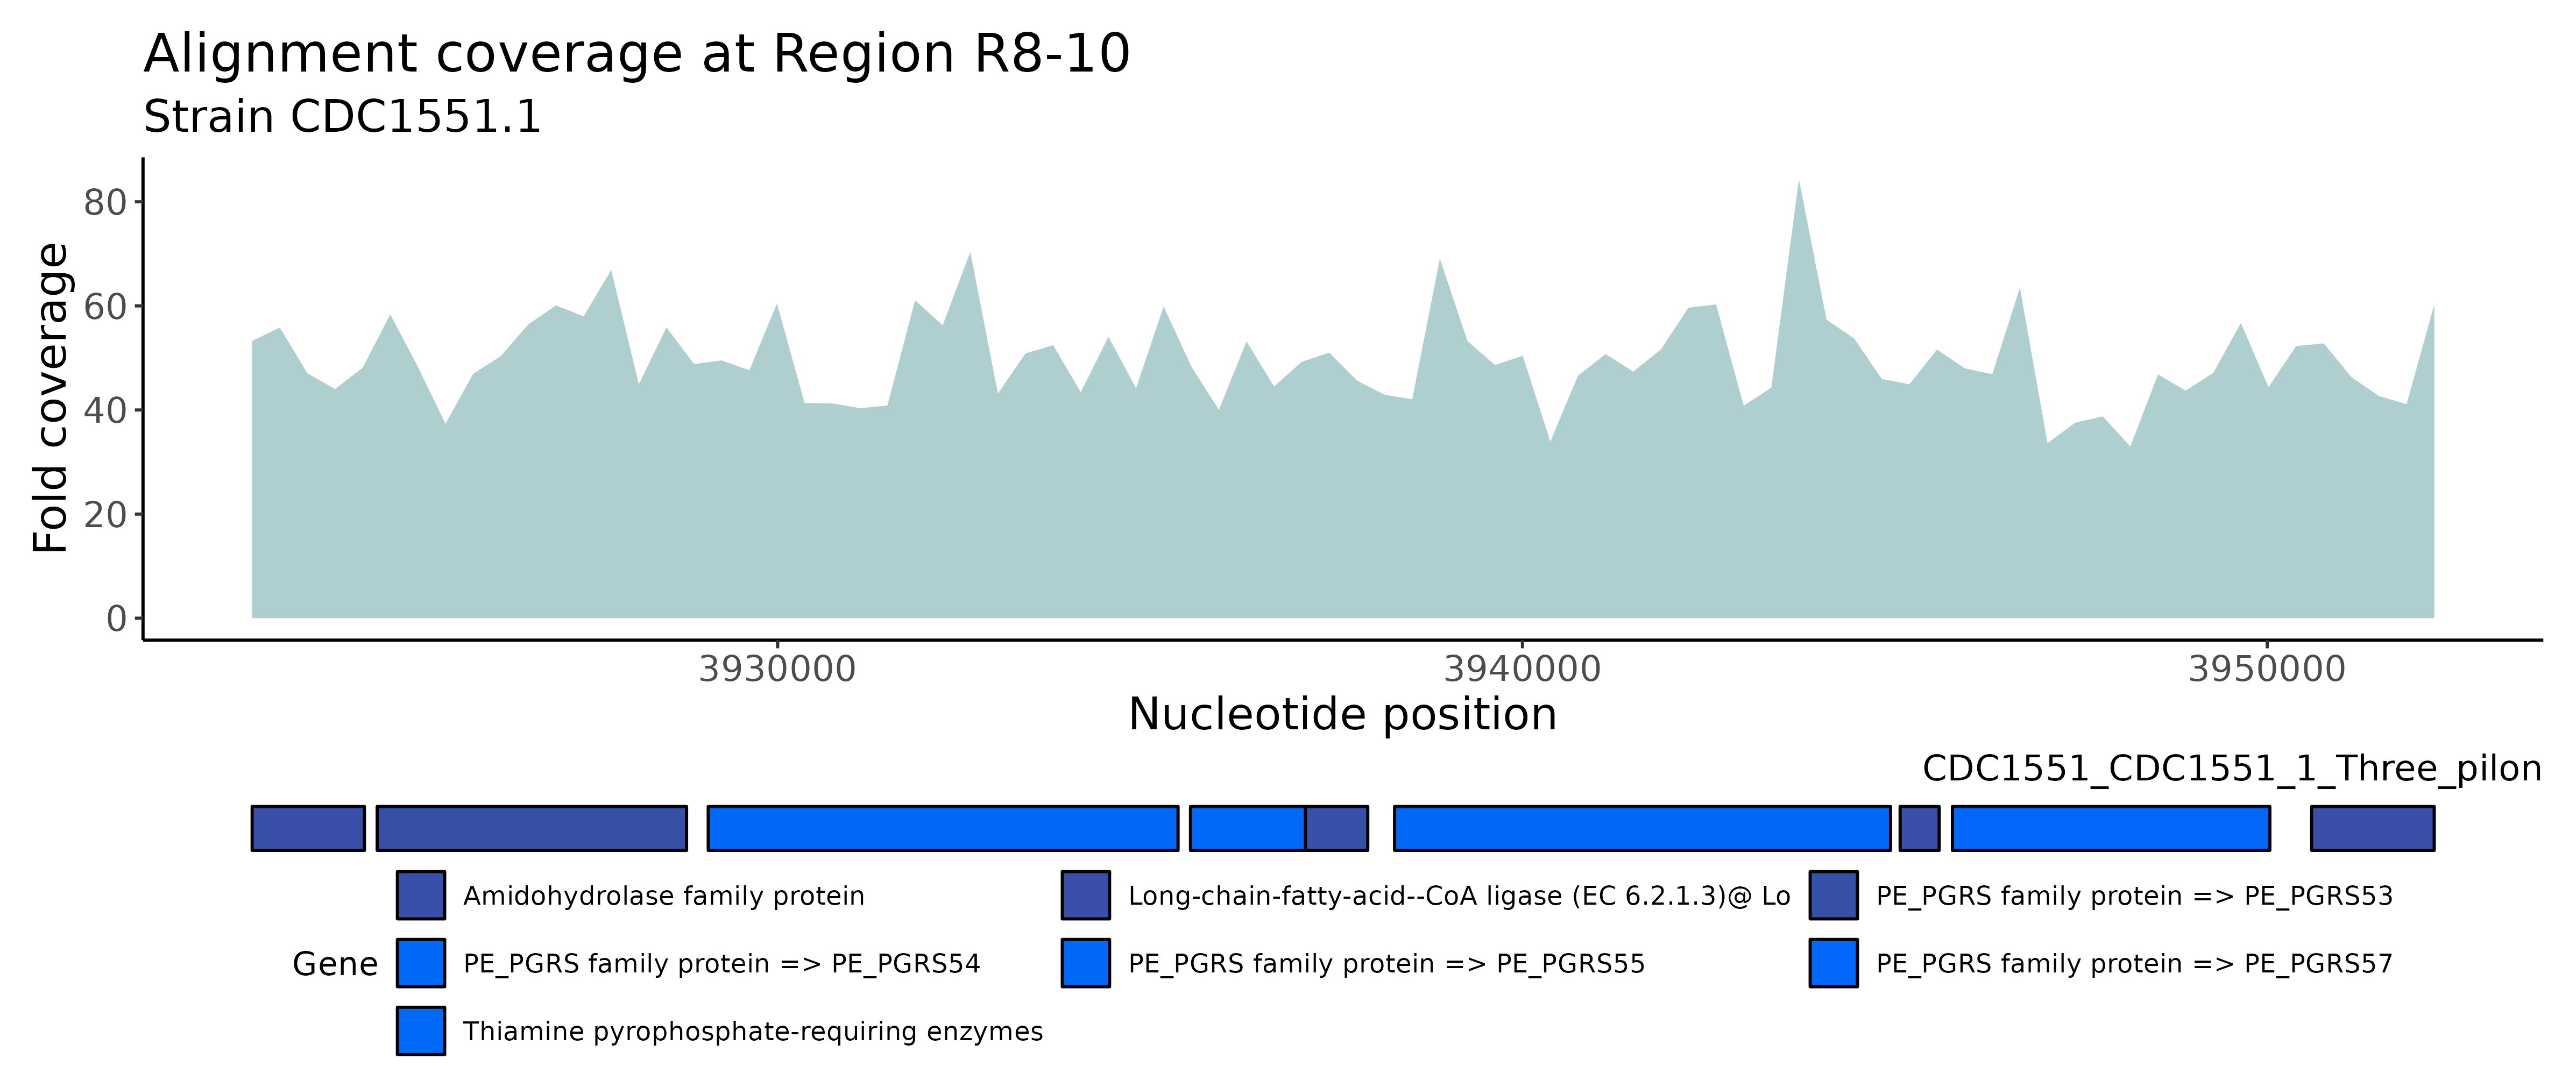 Alignment coverage at Region R8-10
Strain CDC1551.1
Fold coverage
80
60
40
20
0
3930000 3940000 3950000
Nucleotide position
CDC1551_CDC1551_1_Three_pilon
Gene
Amidohydrolase family protein Long-chain-fatty-acid--CoA ligase (EC 6.2.1.3)@ Lo PE_PGRS family protein => PE_PGRS53
PE_PGRS family protein => PE_PGRS54 PE_PGRS family protein => PE_PGRS55 PE_PGRS family protein => PE_PGRS57
Thiamine pyrophosphate-requiring enzymes